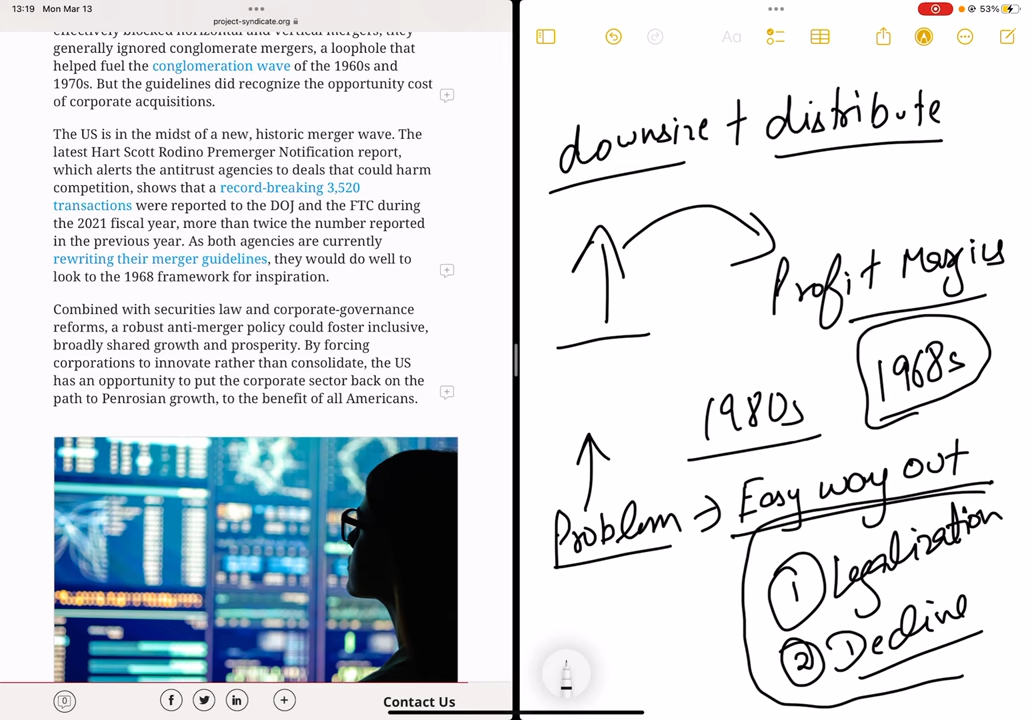 13:19 Mon Mar 13
project-syndicate.org
53%
effectively blocked horizontal and vertical mergers, they
generally ignored conglomerate mergers, a loophole that
helped fuel the conglomeration wave of the 1960s and
1970s. But the guidelines did recognize the opportunity cost
of corporate acquisitions.
The US is in the midst of a new, historic merger wave. The
latest Hart Scott Rodino Premerger Notification report,
which alerts the antitrust agencies to deals that could harm
competition, shows that a record-breaking 3,520
transactions were reported to the DOJ and the FTC during
the 2021 fiscal year, more than twice the number reported
in the previous year. As both agencies are currently
rewriting their merger guidelines, they would do well to
look to the 1968 framework for inspiration.
Combined with securities law and corporate-governance
reforms, a robust anti-merger policy could foster inclusive,
broadly shared growth and prosperity. By forcing
corporations to innovate rather than consolidate, the US
has an opportunity to put the corporate sector back on the
path to Penrosian growth, to the benefit of all Americans.
0
Contact Us
Aa
downsize + distribute
Profit Margins
1968s
1980s
Problem → Easy way out
1 Legalization
2 Decline